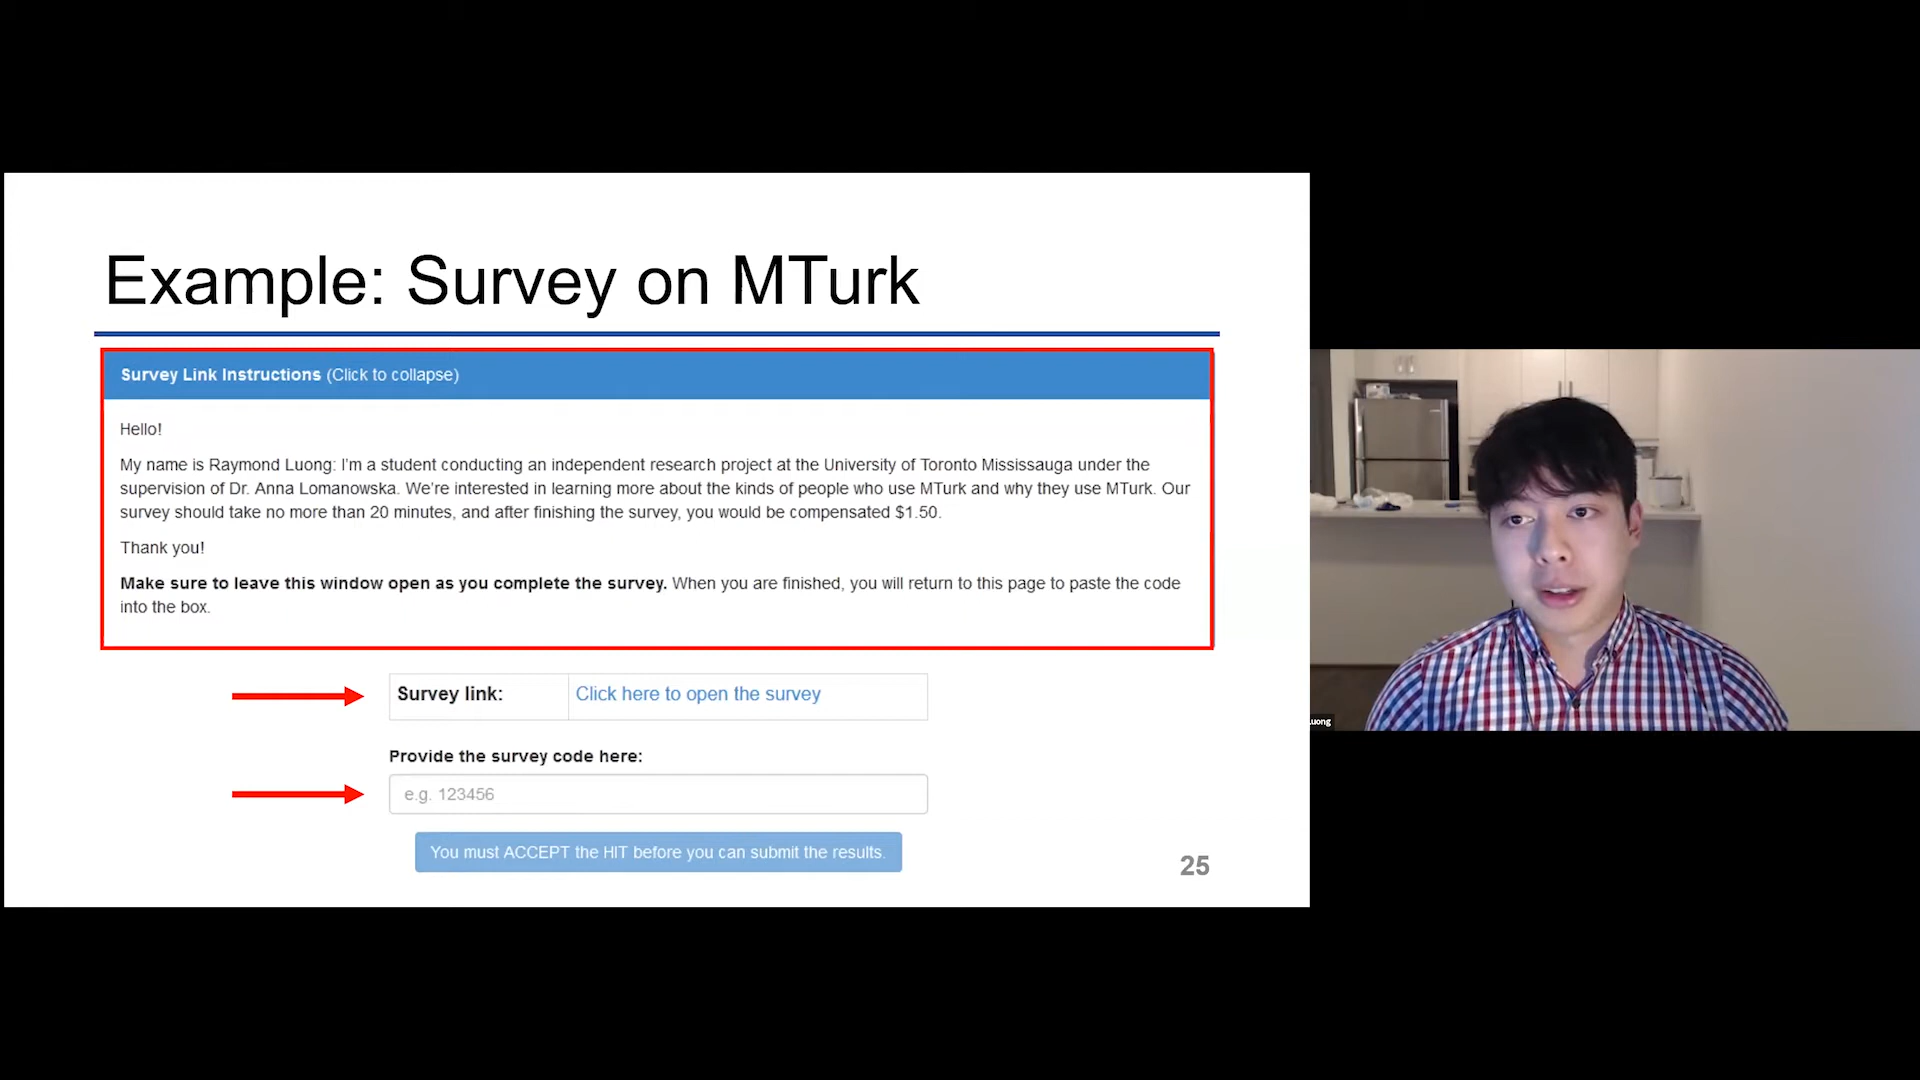 Example: Survey on MTurk
Survey Link Instructions (Click to collapse)
Hello!
My name is Raymond Luong: I'm a student conducting an independent research project at the University of Toronto Mississauga under the
supervision of Dr. Anna Lomanowska. We're interested in learning more about the kinds of people who use MTurk and why they use MTurk. Our
survey should take no more than 20 minutes, and after finishing the survey, you would be compensated $1.50.
Thank you!
Make sure to leave this window open as you complete the survey. When you are finished, you will return to this page to paste the code
into the box.
Survey link: Click here to open the survey
Provide the survey code here:
e.g. 123456
You must ACCEPT the HIT before you can submit the results.
25
Luong